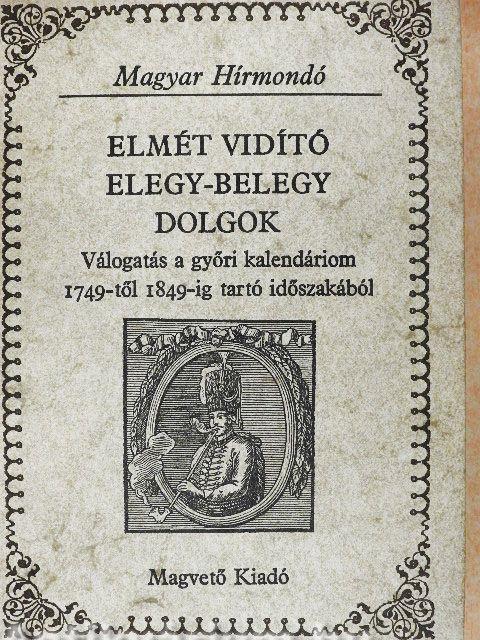 Magyar Hírmondó
ELMÉT VIDÍTÓ
ELEGY-BELEGY
DOLGOK
Válogatás a győri kalendáriom
1749-től 1849-ig tartó időszakából
Magvető Kiadó